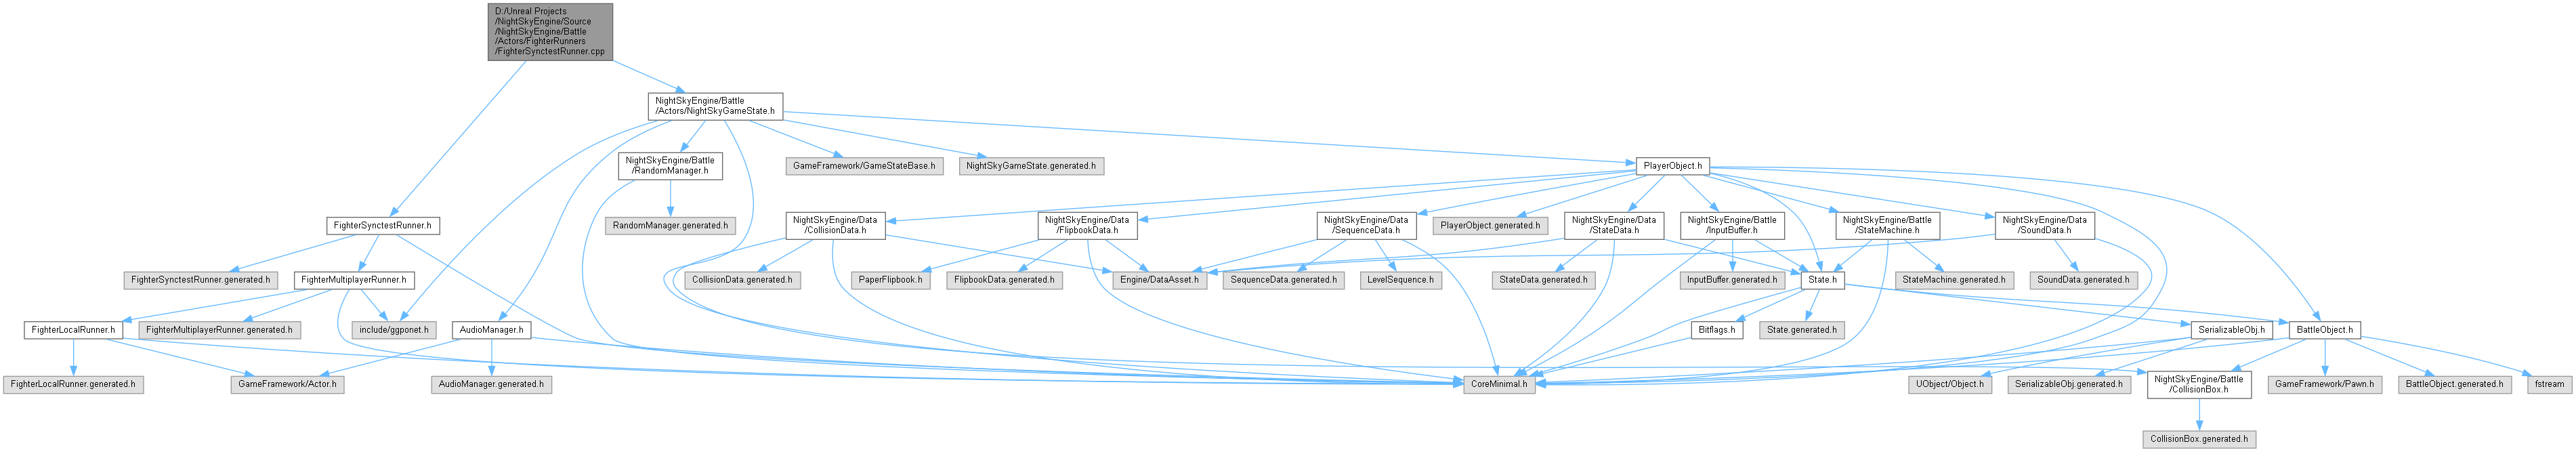 D:/Unreal Projects
/NightSkyEngine/Source
/NightSkyEngine/Battle
/Actors/FighterRunners
/FighterSynctestRunner.cpp
NightSkyEngine/Battle
/Actors/NightSkyGameState.h
NightSkyEngine/Battle
/RandomManager.h
GameFramework/GameStateBase.h
NightSkyGameState.generated.h
PlayerObject.h
FighterSynctestRunner.h
RandomManager.generated.h
NightSkyEngine/Data
/CollisionData.h
NightSkyEngine/Data
/FlipbookData.h
NightSkyEngine/Data
/SequenceData.h
PlayerObject.generated.h
NightSkyEngine/Data
/StateData.h
NightSkyEngine/Battle
/InputBuffer.h
NightSkyEngine/Battle
/StateMachine.h
NightSkyEngine/Data
/SoundData.h
FighterSynctestRunner.generated.h
FighterMultiplayerRunner.h
CollisionData.generated.h
PaperFlipbook.h
FlipbookData.generated.h
Engine/DataAsset.h
SequenceData.generated.h
LevelSequence.h
StateData.generated.h
InputBuffer.generated.h
State.h
StateMachine.generated.h
SoundData.generated.h
FighterLocalRunner.h
FighterMultiplayerRunner.generated.h
include/ggponet.h
AudioManager.h
Bitflags.h
State.generated.h
SerializableObj.h
BattleObject.h
FighterLocalRunner.generated.h
GameFramework/Actor.h
AudioManager.generated.h
CoreMinimal.h
UObject/Object.h
SerializableObj.generated.h
NightSkyEngine/Battle
/CollisionBox.h
GameFramework/Pawn.h
BattleObject.generated.h
fstream
CollisionBox.generated.h